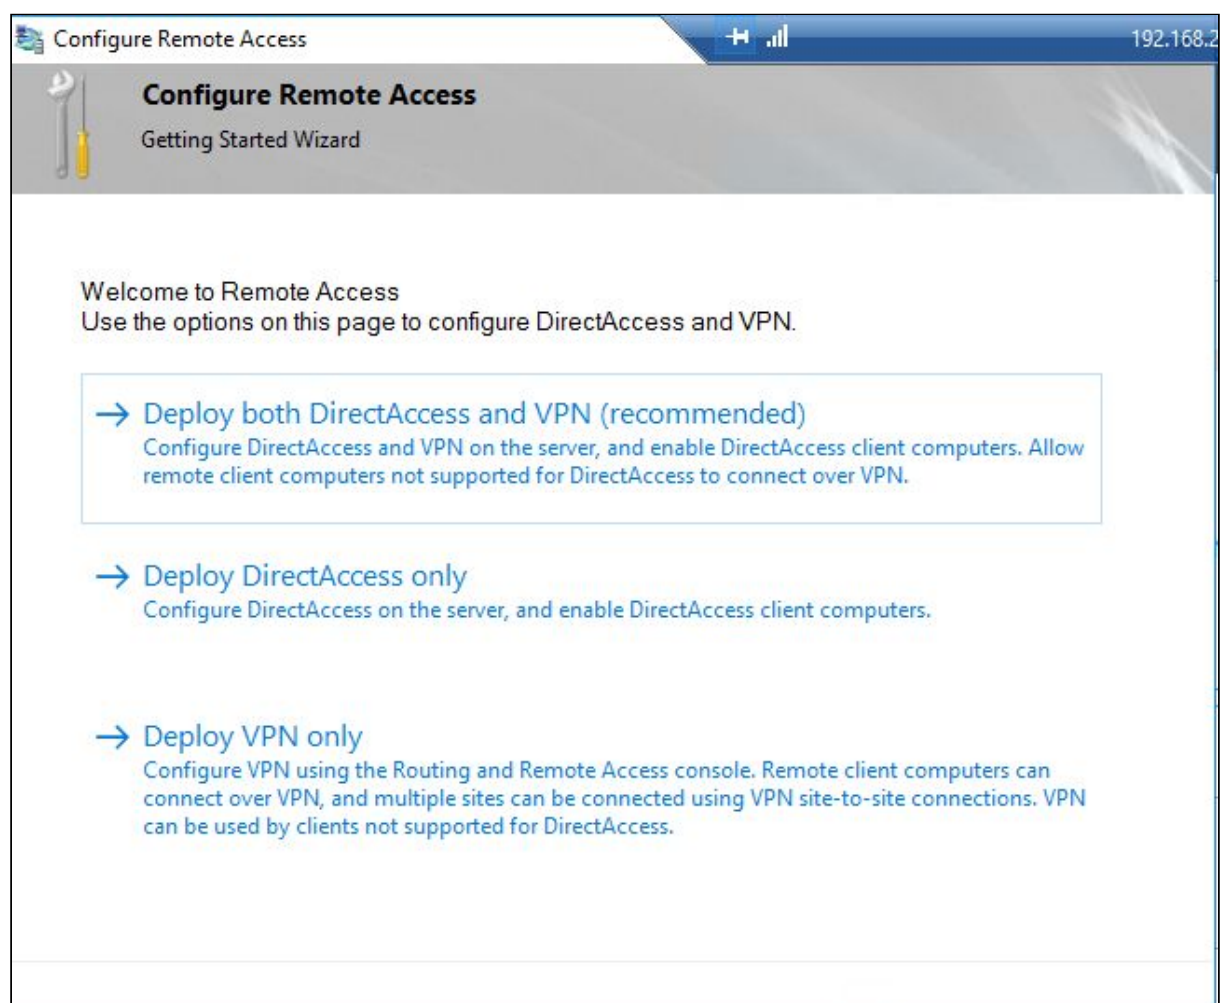 Configure Remote Access
192.168.2
Configure Remote Access
Getting Started Wizard
Welcome to Remote Access
Use the options on this page to configure DirectAccess and VPN.
Deploy both DirectAccess and VPN (recommended)
Configure DirectAccess and VPN on the server, and enable DirectAccess client computers. Allow
remote client computers not supported for DirectAccess to connect over VPN.
Deploy DirectAccess only
Configure DirectAccess on the server, and enable DirectAccess client computers.
Deploy VPN only
Configure VPN using the Routing and Remote Access console. Remote client computers can
connect over VPN, and multiple sites can be connected using VPN site-to-site connections. VPN
can be used by clients not supported for DirectAccess.